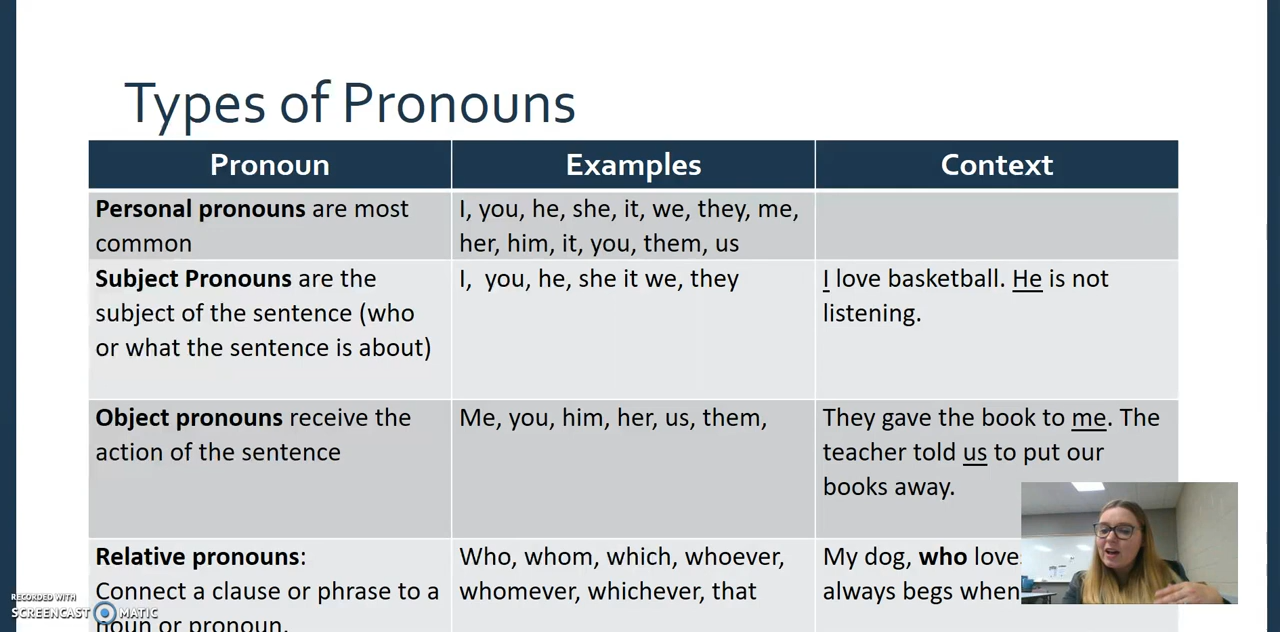 Types of Pronouns
Pronoun Examples Context
Personal pronouns are most
common
I, you, he, she, it, we, they, me,
her, him, it, you, them, us
Subject Pronouns are the
subject of the sentence (who
or what the sentence is about)
I,  you, he, she it we, they
I love basketball. He is not
listening.
Object pronouns receive the
action of the sentence
Me, you, him, her, us, them,
They gave the book to me. The
teacher told us to put our
books away.
Relative pronouns:
Connect a clause or phrase to a
noun or pronoun.
Who, whom, which, whoever,
whomever, whichever, that
My dog, who love
always begs when
RECORDED WITH
SCREENCAST MATIC